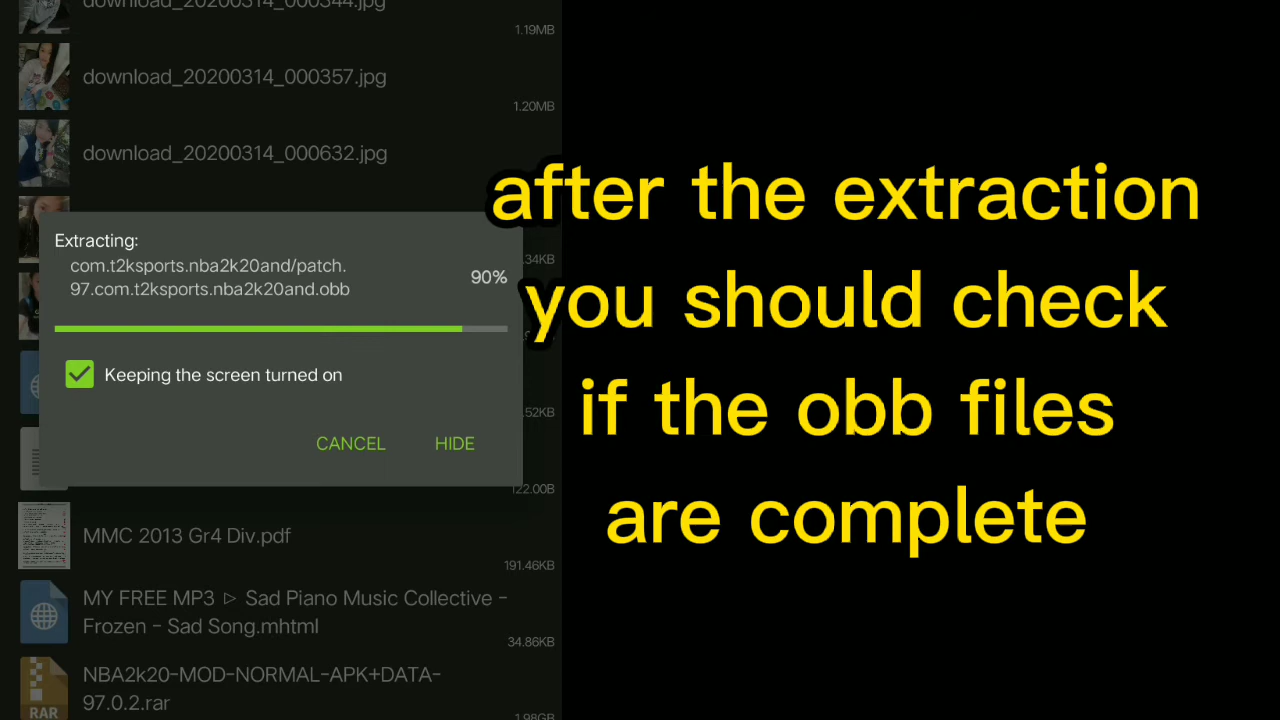 download_20200314_000344.jpg
1.19MB
download_20200314_000357.jpg
1.20MB
download_20200314_000632.jpg
Extracting:
com.t2ksports.nba2k20and/patch.
97.com.t2ksports.nba2k20and.obb
90%
Keeping the screen turned on
CANCEL
HIDE
.34KB
.52KB
122.00B
MMC 2013 Gr4 Div.pdf
191.46KB
MY FREE MP3 ▷ Sad Piano Music Collective -
Frozen - Sad Song.mhtml
34.86KB
NBA2k20-MOD-NORMAL-APK+DATA-
97.0.2.rar
RAR
1.98GB
after the extraction
you should check
if the obb files
are complete